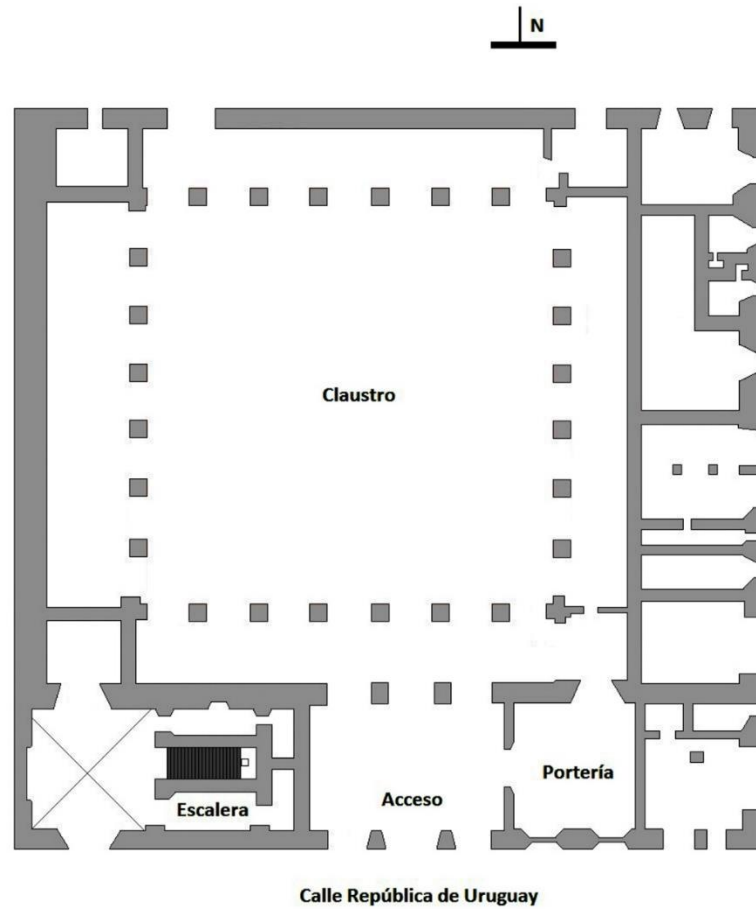 N
Claustro
Portería
Escalera
Acceso
Calle República de Uruguay